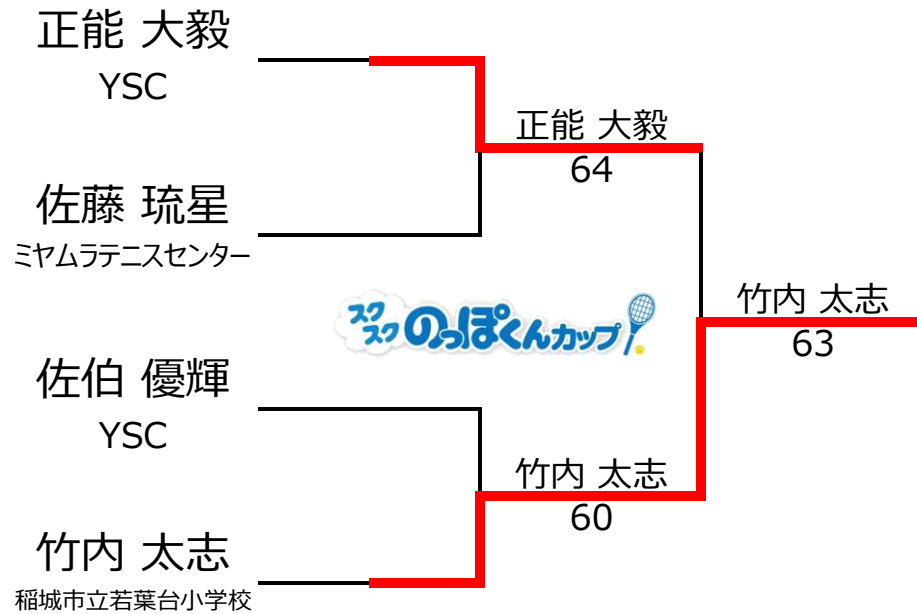 正能 大毅
YSC
正能 大毅
64
佐藤 琉星
ミヤムラテニスセンター
スクスク のっぽくんカップ
竹内 太志
63
佐伯 優輝
YSC
竹内 太志
60
竹内 太志
稲城市立若葉台小学校